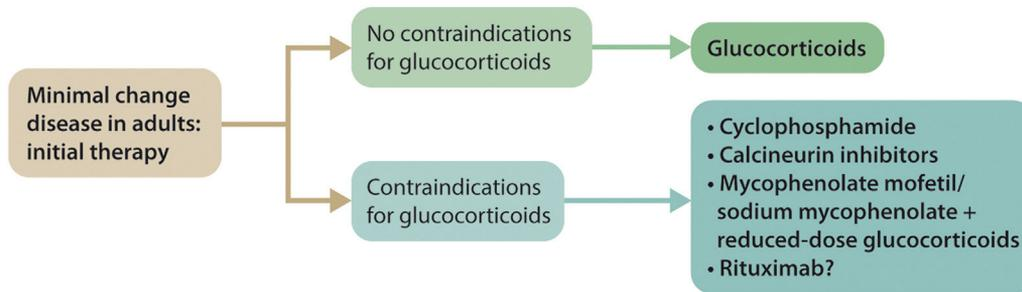 Minimal change
disease in adults:
initial therapy
No contraindications
for glucocorticoids
Glucocorticoids
Contraindications
for glucocorticoids
• Cyclophosphamide
• Calcineurin inhibitors
• Mycophenolate mofetil/
sodium mycophenolate +
reduced-dose glucocorticoids
• Rituximab?